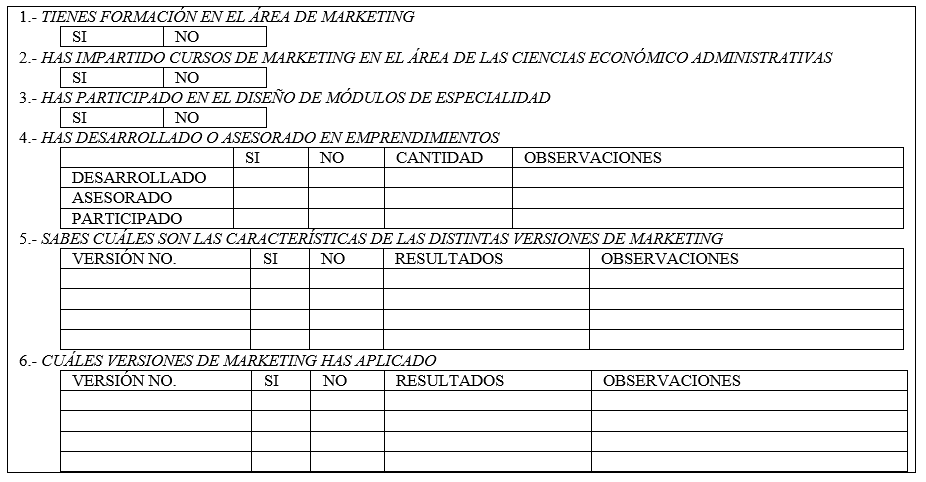 1.- TIENES FORMACIÓN EN EL ÁREA DE MARKETING
SI NO
2.- HAS IMPARTIDO CURSOS DE MARKETING EN EL ÁREA DE LAS CIENCIAS ECONÓMICO ADMINISTRATIVAS
SI NO
3.- HAS PARTICIPADO EN EL DISEÑO DE MÓDULOS DE ESPECIALIDAD
SI NO
4.- HAS DESARROLLADO O ASESORADO EN EMPRENDIMIENTOS
SI NO CANTIDAD OBSERVACIONES
DESARROLLADO
ASESORADO
PARTICIPADO
5.- SABES CUÁLES SON LAS CARACTERÍSTICAS DE LAS DISTINTAS VERSIONES DE MARKETING
VERSIÓN NO. SI NO RESULTADOS OBSERVACIONES
6.- CUÁLES VERSIONES DE MARKETING HAS APLICADO
VERSIÓN NO. SI NO RESULTADOS OBSERVACIONES